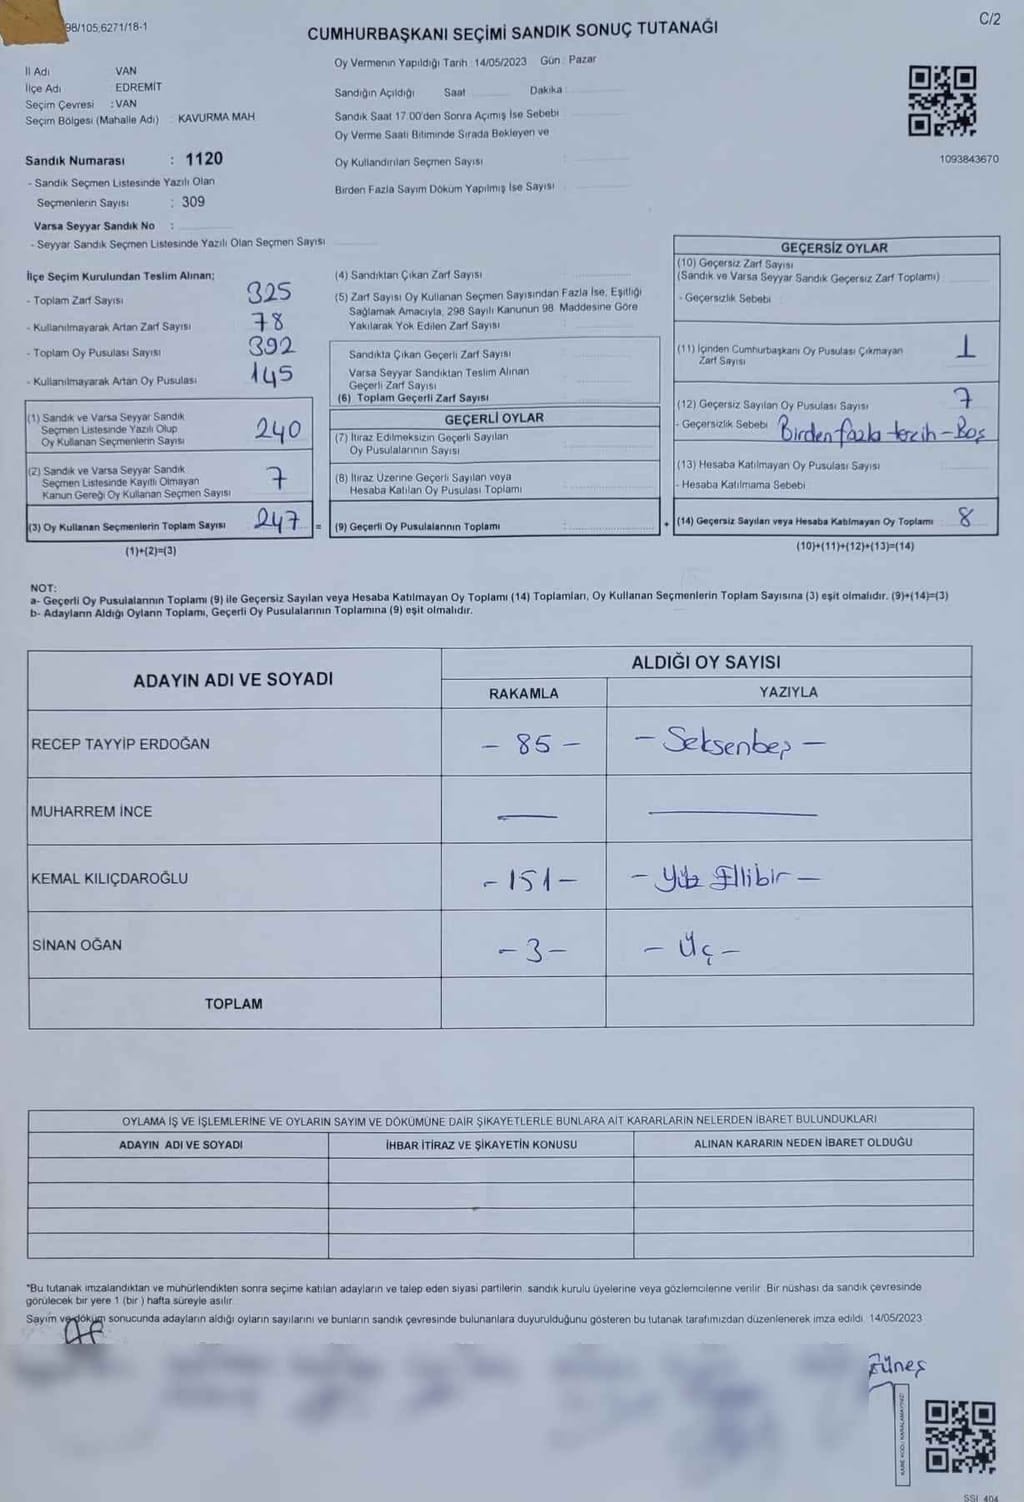 98/105,6271/18-1
C/2
CUMHURBAŞKANI SEÇİMİ SANDIK SONUÇ TUTANAĞI
İl Adı VAN
İlçe Adı EDREMİT
Seçim Çevresi : VAN
Seçim Bölgesi (Mahalle Adı) : KAVURMA MAH
Sandık Numarası : 1120
- Sandık Seçmen Listesinde Yazılı Olan
Seçmenlerin Sayısı : 309
Varsa Seyyar Sandık No :
- Seyyar Sandık Seçmen Listesinde Yazılı Olan Seçmen Sayısı
Oy Vermenin Yapıldığı Tarih : 14/05/2023 Gün : Pazar
Sandığın Açıldığı Saat Dakika :
Sandık Saat 17:00'den Sonra Açımış İse Sebebi :
Oy Verme Saati Bitiminde Sırada Bekleyen ve
Oy Kullandırılan Seçmen Sayısı :
Birden Fazla Sayım Döküm Yapılmış İse Sayısı :
1093843670
İlçe Seçim Kurulundan Teslim Alınan;
- Toplam Zarf Sayısı 325
- Kullanılmayarak Artan Zarf Sayısı 78
- Toplam Oy Pusulası Sayısı 392
- Kullanılmayarak Artan Oy Pusulası 145
(1) Sandık ve Varsa Seyyar Sandık
Seçmen Listesinde Yazılı Olup
Oy Kullanan Seçmenlerin Sayısı 240
(2) Sandık ve Varsa Seyyar Sandık
Seçmen Listesinde Kayıtlı Olmayan
Kanun Gereği Oy Kullanan Seçmen Sayısı 7
(3) Oy Kullanan Seçmenlerin Toplam Sayısı 247 =
(1)+(2)=(3)
(4) Sandıktan Çıkan Zarf Sayısı :
(5) Zarf Sayısı Oy Kullanan Seçmen Sayısından Fazla İse, Eşitliği
Sağlamak Amacıyla, 298 Sayılı Kanunun 98. Maddesine Göre
Yakılarak Yok Edilen Zarf Sayısı :
Sandıkta Çıkan Geçerli Zarf Sayısı
Varsa Seyyar Sandıktan Teslim Alınan
Geçerli Zarf Sayısı
(6) Toplam Geçerli Zarf Sayısı
GEÇERLİ OYLAR
(7) İtiraz Edilmeksizin Geçerli Sayılan
Oy Pusulalarının Sayısı :
(8) İtiraz Üzerine Geçerli Sayılan veya
Hesaba Katılan Oy Pusulası Toplamı :
(9) Geçerli Oy Pusulalarının Toplamı : +
GEÇERSİZ OYLAR
(10) Geçersiz Zarf Sayısı
(Sandık ve Varsa Seyyar Sandık Geçersiz Zarf Toplamı)
- Geçersizlik Sebebi :
(11) İçinden Cumhurbaşkanı Oy Pusulası Çıkmayan
Zarf Sayısı 1
(12) Geçersiz Sayılan Oy Pusulası Sayısı 7
- Geçersizlik Sebebi : Birden fazla tercih - Boş
(13) Hesaba Katılmayan Oy Pusulası Sayısı
- Hesaba Katılmama Sebebi
(14) Geçersiz Sayılan veya Hesaba Katılmayan Oy Toplamı 8
(10)+(11)+(12)+(13)=(14)
NOT:
a- Geçerli Oy Pusulalarının Toplamı (9) ile Geçersiz Sayılan veya Hesaba Katılmayan Oy Toplamı (14) Toplamları, Oy Kullanan Seçmenlerin Toplam Sayısına (3) eşit olmalıdır. (9)+(14)=(3)
b- Adayların Aldığı Oyların Toplamı, Geçerli Oy Pusulalarının Toplamına (9) eşit olmalıdır.
ADAYIN ADI VE SOYADI
ALDIĞI OY SAYISI
RAKAMLA YAZIYLA
RECEP TAYYİP ERDOĞAN - 85 - - Seksenbeş -
MUHARREM İNCE — —
KEMAL KILIÇDAROĞLU - 151 - - Yüz Ellibir -
SİNAN OĞAN - 3 - - Üç -
TOPLAM
OYLAMA İŞ VE İŞLEMLERİNE VE OYLARIN SAYIM VE DÖKÜMÜNE DAİR ŞİKAYETLERLE BUNLARA AİT KARARLARIN NELERDEN İBARET BULUNDUKLARI
ADAYIN ADI VE SOYADI İHBAR İTİRAZ VE ŞİKAYETİN KONUSU ALINAN KARARIN NEDEN İBARET OLDUĞU
*Bu tutanak imzalandıktan ve mühürlendikten sonra seçime katılan adayların ve talep eden siyasi partilerin sandık kurulu üyelerine veya gözlemcilerine verilir. Bir nüshası da sandık çevresinde
görülecek bir yere 1 (bir) hafta süreyle asılır.
Sayım ve döküm sonucunda adayların aldığı oyların sayılarını ve bunların sandık çevresinde bulunanlara duyurulduğunu gösteren bu tutanak tarafımızdan düzenlenerek imza edildi. 14/05/2023
Güneş
KARE KODU KARALAMAYINIZ!
SSI 404